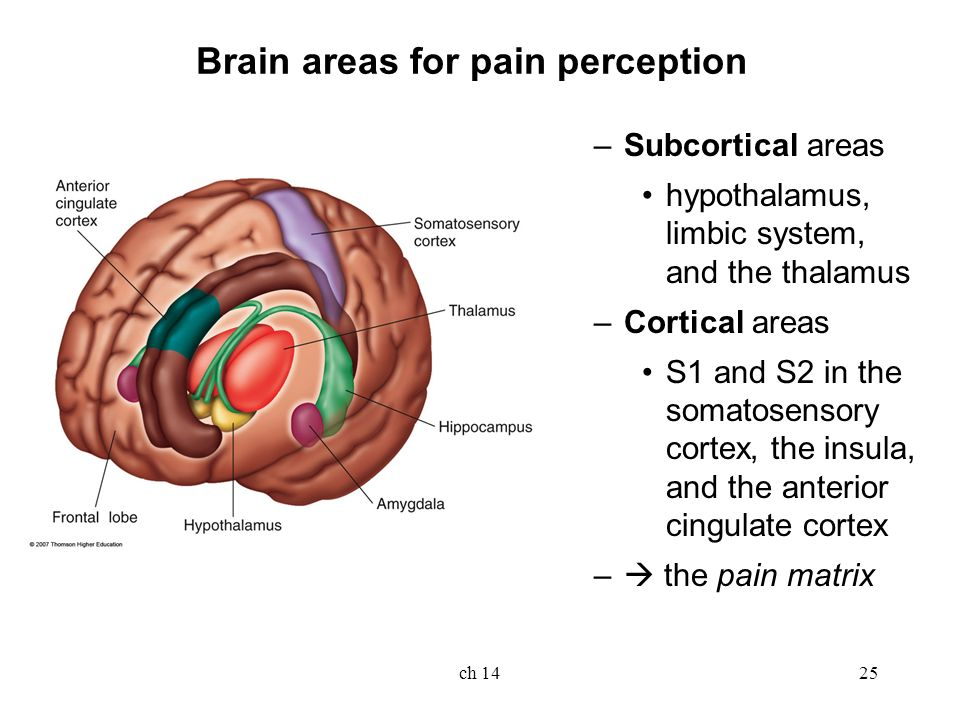 Brain areas for pain perception
Anterior
cingulate
cortex
Somatosensory
cortex
Thalamus
Hippocampus
Amygdala
Hypothalamus
Frontal lobe
© 2007 Thomson Higher Education
– Subcortical areas
• hypothalamus,
limbic system,
and the thalamus
– Cortical areas
• S1 and S2 in the
somatosensory
cortex, the insula,
and the anterior
cingulate cortex
– → the pain matrix
ch 14
25